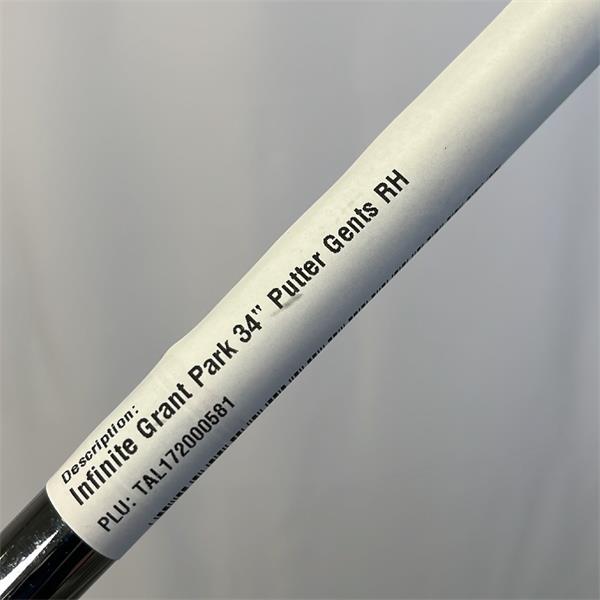 Description:
Infinite Grant Park 34" Putter Gents RH
PLU: TAL172000581